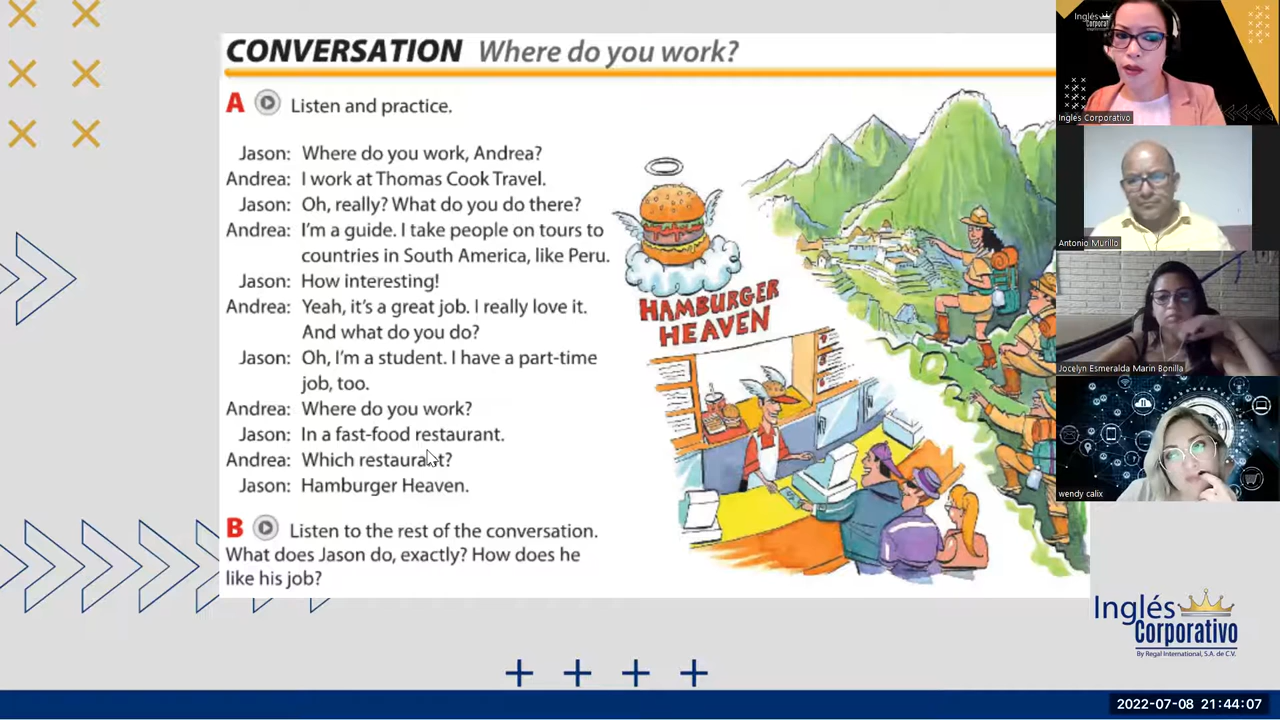 CONVERSATION Where do you work?
A Listen and practice.
Jason: Where do you work, Andrea?
Andrea: I work at Thomas Cook Travel.
Jason: Oh, really? What do you do there?
Andrea: I'm a guide. I take people on tours to
countries in South America, like Peru.
Jason: How interesting!
Andrea: Yeah, it's a great job. I really love it.
And what do you do?
Jason: Oh, I'm a student. I have a part-time
job, too.
Andrea: Where do you work?
Jason: In a fast-food restaurant.
Andrea: Which restaurant?
Jason: Hamburger Heaven.
B Listen to the rest of the conversation.
What does Jason do, exactly? How does he
like his job?
HAMBURGER
HEAVEN
Inglés
Corporativo
Inglés Corporativo
Antonio Murillo
Jocelyn Esmeralda Marin Bonilla
wendy calix
Inglés
Corporativo
By Regal International, S.A. de C.V.
2022-07-08 21:44:07